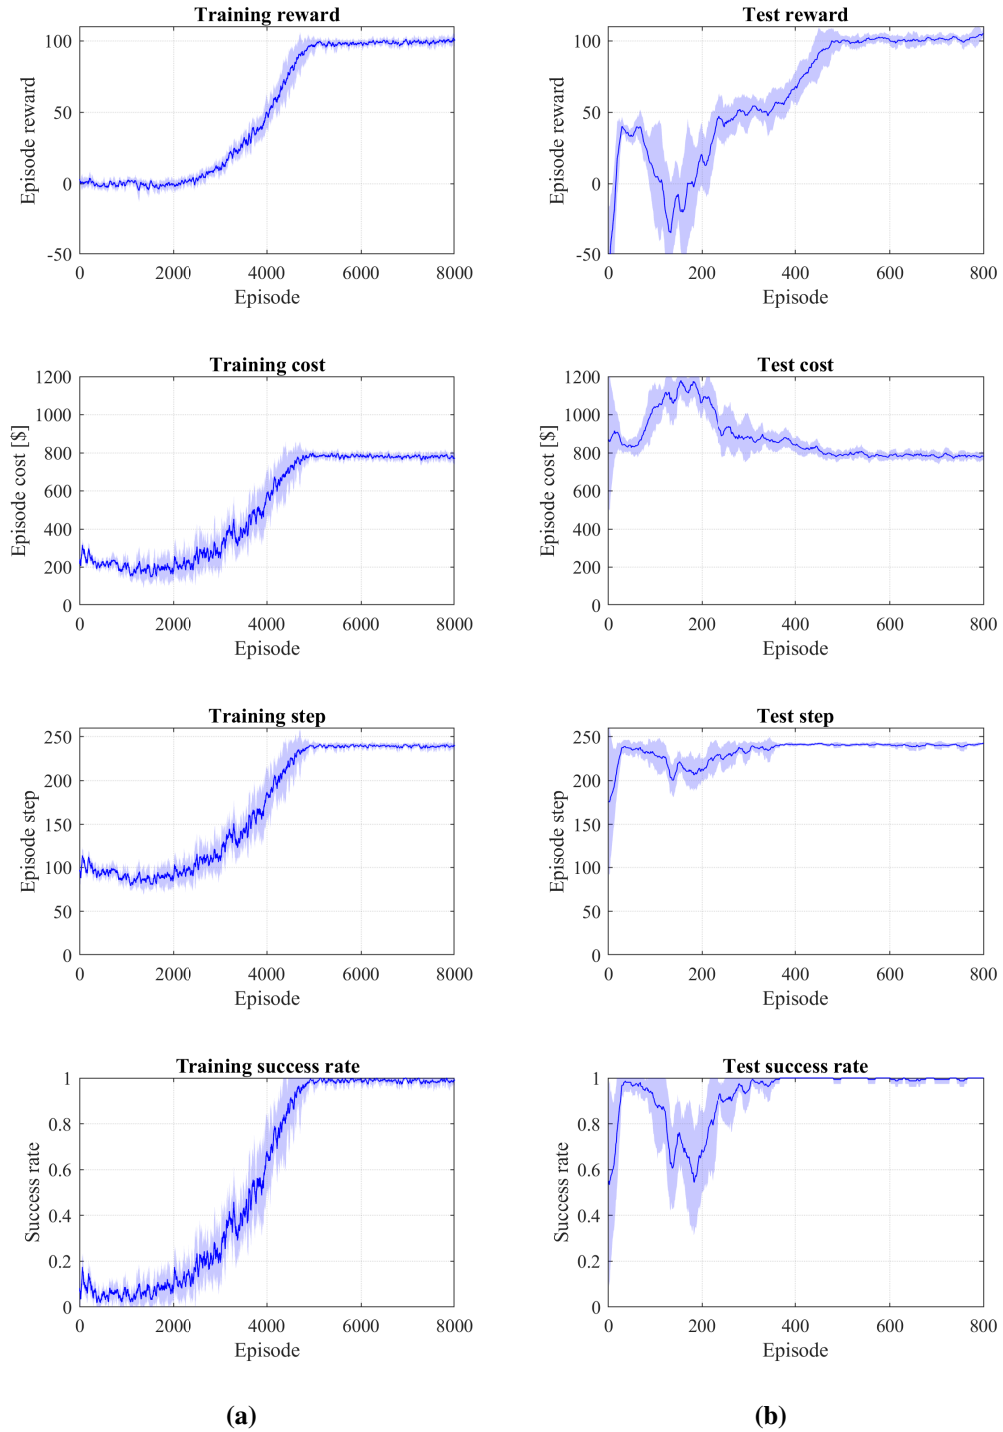 Training reward
100
50
0
-50
0 2000 4000 6000 8000
Episode
Episode reward
Test reward
100
50
0
-50
0 200 400 600 800
Episode
Episode reward
Training cost
1200
1000
800
600
400
200
0
0 2000 4000 6000 8000
Episode
Episode cost [$]
Test cost
1200
1000
800
600
400
200
0
0 200 400 600 800
Episode
Episode cost [$]
Training step
250
200
150
100
50
0
0 2000 4000 6000 8000
Episode
Episode step
Test step
250
200
150
100
50
0
0 200 400 600 800
Episode
Episode step
Training success rate
1
0.8
0.6
0.4
0.2
0
0 2000 4000 6000 8000
Episode
Success rate
Test success rate
1
0.8
0.6
0.4
0.2
0
0 200 400 600 800
Episode
Success rate
(a)
(b)